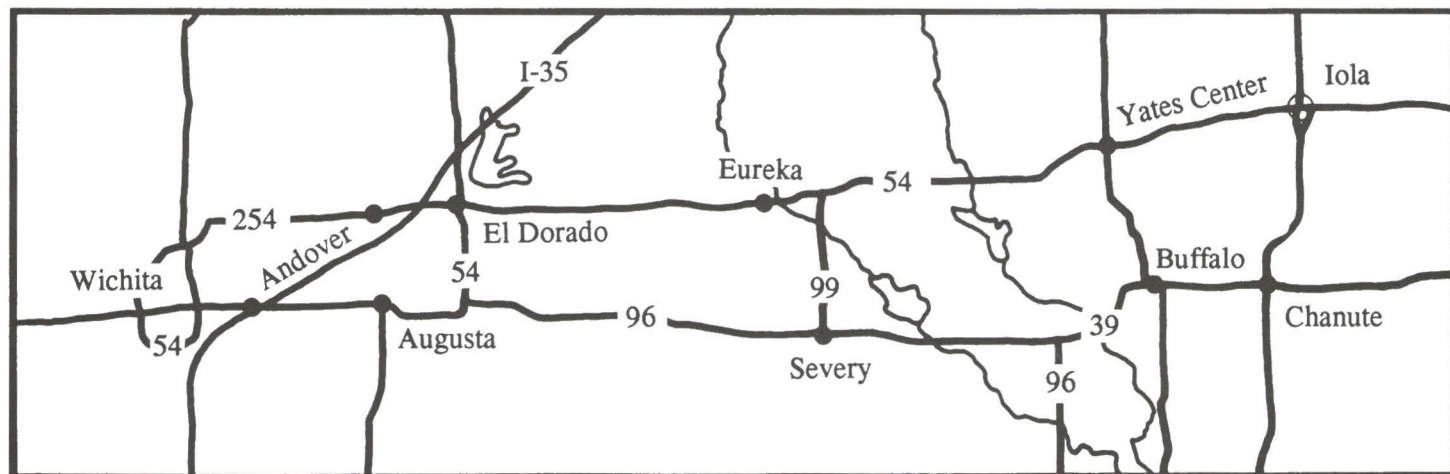 I-35
Iola
Yates Center
Eureka
54
254
El Dorado
Andover
Wichita
54
Buffalo
99
39
Chanute
96
Augusta
54
Severy
96